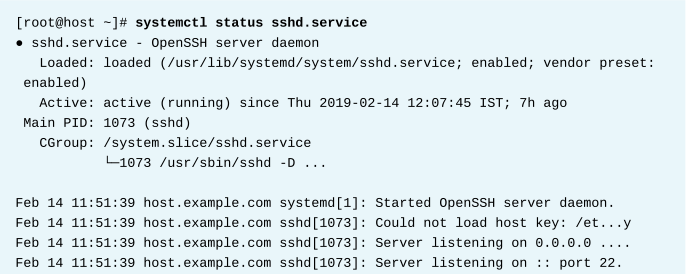 [root@host ~]# systemctl status sshd.service
● sshd.service - OpenSSH server daemon
   Loaded: loaded (/usr/lib/systemd/system/sshd.service; enabled; vendor preset:
 enabled)
   Active: active (running) since Thu 2019-02-14 12:07:45 IST; 7h ago
 Main PID: 1073 (sshd)
   CGroup: /system.slice/sshd.service
           └─1073 /usr/sbin/sshd -D ...

Feb 14 11:51:39 host.example.com systemd[1]: Started OpenSSH server daemon.
Feb 14 11:51:39 host.example.com sshd[1073]: Could not load host key: /et...y
Feb 14 11:51:39 host.example.com sshd[1073]: Server listening on 0.0.0.0 ....
Feb 14 11:51:39 host.example.com sshd[1073]: Server listening on :: port 22.